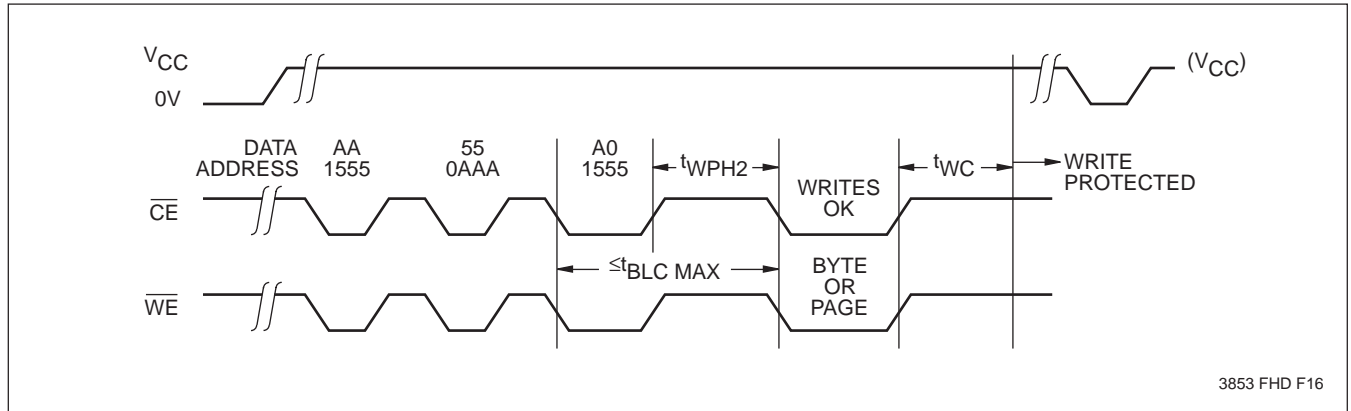 VCC
(VCC)
0V
DATA AA 55 A0
ADDRESS 1555 0AAA 1555
tWPH2
tWC
WRITE
PROTECTED
WRITES
OK
CE
≤tBLC MAX
BYTE
OR
PAGE
WE
3853 FHD F16